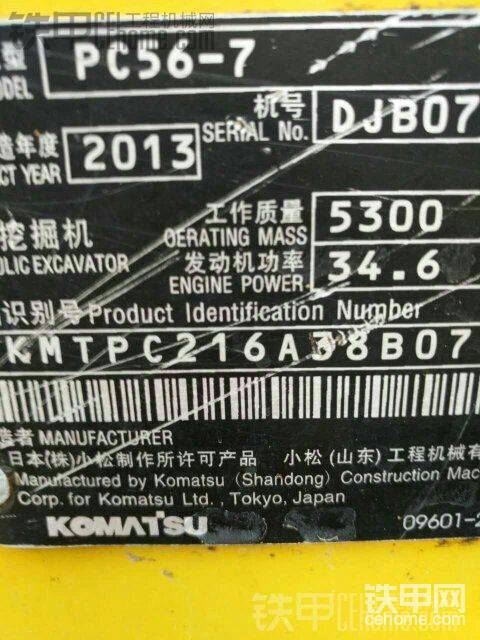 铁甲工程机械网
cehome.com
型 PC56-7
MODEL
机号 DJB07
SERIAL No.
造年度 2013
YEAR
工作质量 5300
OERATING MASS
挖掘机
EXCAVATOR
发动机功率 34.6
ENGINE POWER
识别号 Product Identification Number
KMTPC216A38B07
造者 MANUFACTURER
日本(株)小松制作所许可产品 小松(山东)工程机械有
Manufactured by Komatsu (Shandong) Construction Mac
Corp. for Komatsu Ltd., Tokyo, Japan
KOMATSU
09601-2
铁甲网
cehome.com